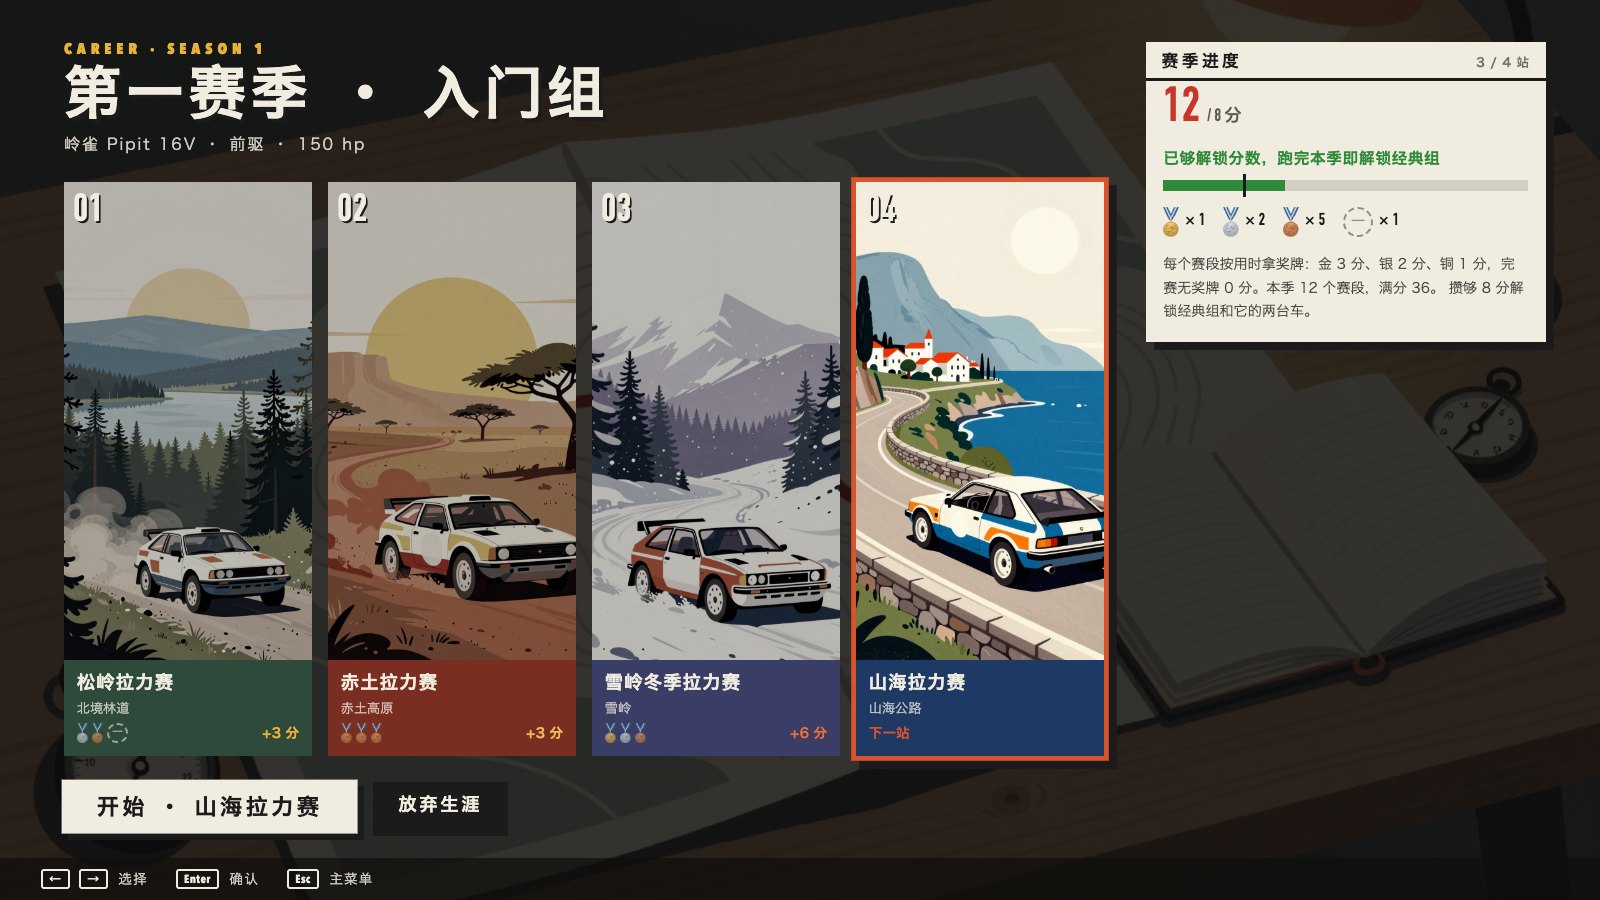 CAREER · SEASON 1
第一赛季 · 入门组
岭雀 Pipit 16V · 前驱 · 150 hp
赛季进度
3 / 4 站
12 / 8 分
已够解锁分数，跑完本季即解锁经典组
× 1
× 2
× 5
× 1
每个赛段按用时拿奖牌：金 3 分、银 2 分、铜 1 分，完
赛无奖牌 0 分。本季 12 个赛段，满分 36。 攒够 8 分解
锁经典组和它的两台车。
01
松岭拉力赛
北境林道
+3 分
02
赤土拉力赛
赤土高原
+3 分
03
雪岭冬季拉力赛
雪岭
+6 分
04
山海拉力赛
山海公路
下一站
开始 · 山海拉力赛
放弃生涯
← → 选择 Enter 确认 Esc 主菜单